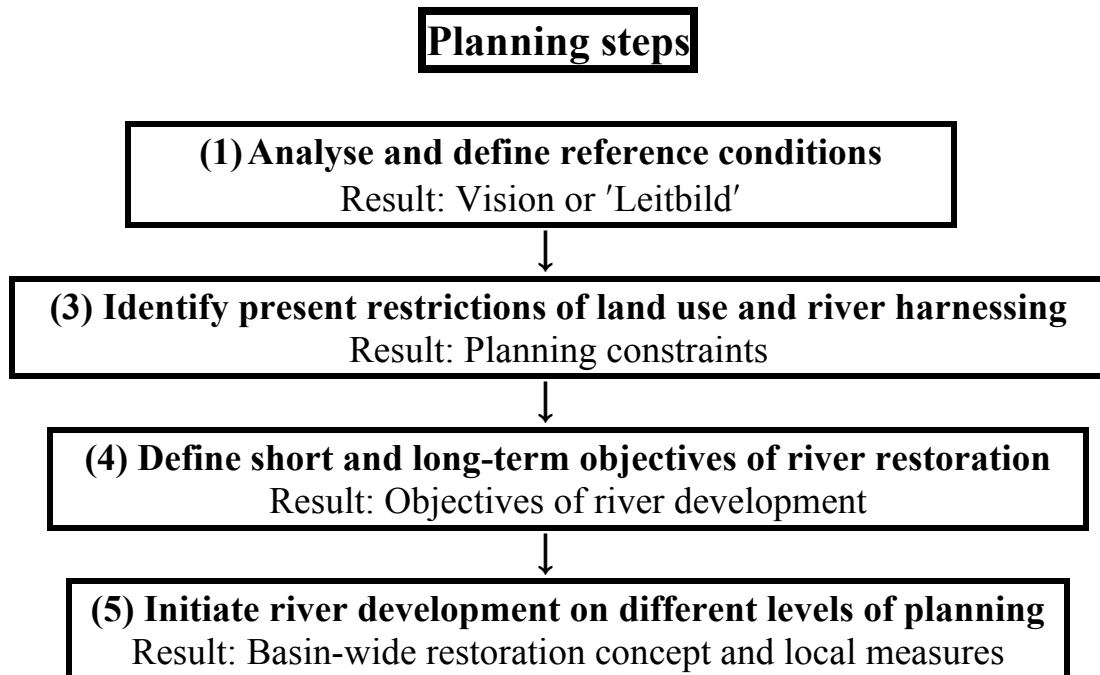 Planning steps
(1) Analyse and define reference conditions
Result: Vision or ′Leitbild′
↓
(3) Identify present restrictions of land use and river harnessing
Result: Planning constraints
↓
(4) Define short and long-term objectives of river restoration
Result: Objectives of river development
↓
(5) Initiate river development on different levels of planning
Result: Basin-wide restoration concept and local measures